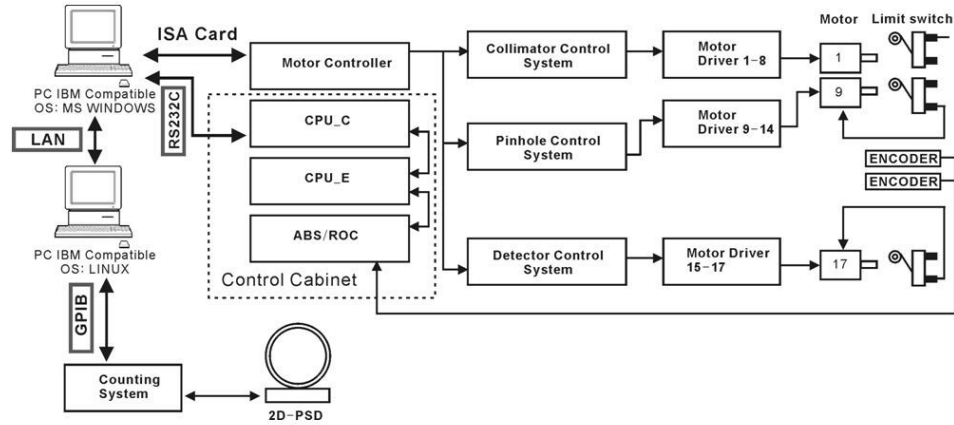 ISA Card
Motor Controller
Collimator Control
System
Motor
Driver 1-8
Motor
Limit switch
1
9
PC IBM Compatible
OS: MS WINDOWS
RS232C
LAN
CPU_C
Pinhole Control
System
Motor
Driver 9-14
ENCODER
ENCODER
CPU_E
ABS/ROC
PC IBM Compatible
OS: LINUX
Control Cabinet
Detector Control
System
Motor Driver
15-17
17
GPIB
Counting
System
2D-PSD